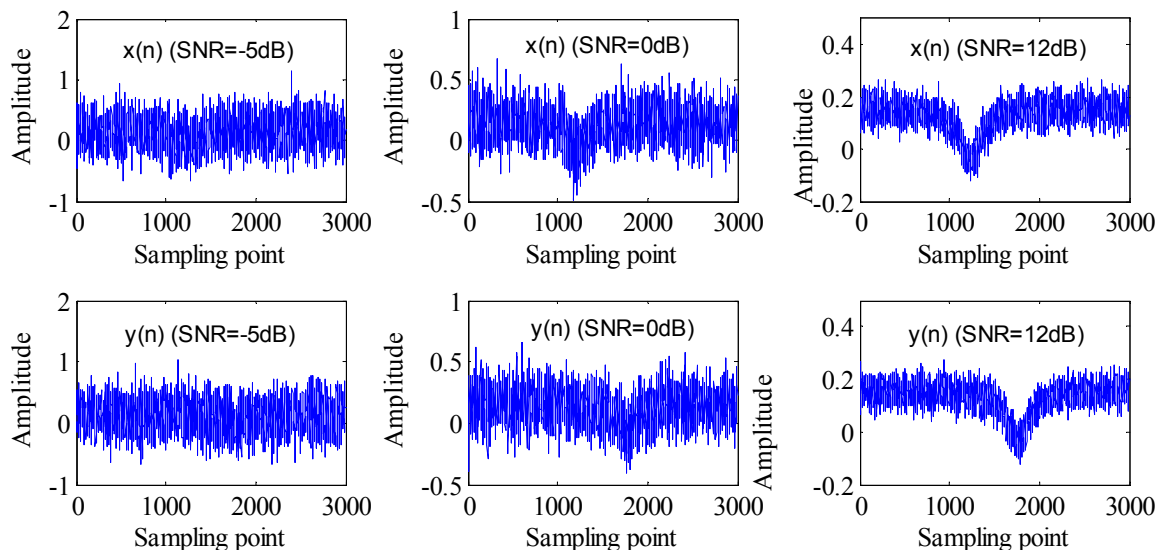 x(n) (SNR=-5dB)
Amplitude
2
1
0
-1
0 1000 2000 3000
Sampling point
x(n) (SNR=0dB)
Amplitude
1
0.5
0
-0.5
0 1000 2000 3000
Sampling point
x(n) (SNR=12dB)
Amplitude
0.4
0.2
0
-0.2
0 1000 2000 3000
Sampling point
y(n) (SNR=-5dB)
Amplitude
2
1
0
-1
0 1000 2000 3000
Sampling point
y(n) (SNR=0dB)
Amplitude
1
0.5
0
-0.5
0 1000 2000 3000
Sampling point
y(n) (SNR=12dB)
Amplitude
0.4
0.2
0
-0.2
0 1000 2000 3000
Sampling point